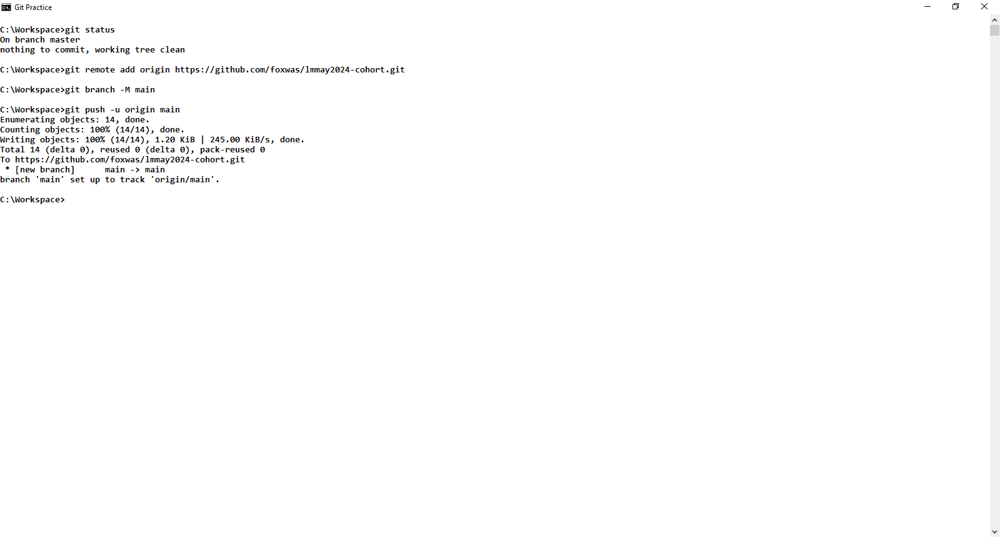 Git Practice
C:\Workspace>git status
On branch master
nothing to commit, working tree clean
C:\Workspace>git remote add origin https://github.com/foxwas/lmmay2024-cohort.git
C:\Workspace>git branch -M main
C:\Workspace>git push -u origin main
Enumerating objects: 14, done.
Counting objects: 100% (14/14), done.
Writing objects: 100% (14/14), 1.20 KiB | 245.00 KiB/s, done.
Total 14 (delta 0), reused 0 (delta 0), pack-reused 0
To https://github.com/foxwas/lmmay2024-cohort.git
 * [new branch]      main -> main
branch 'main' set up to track 'origin/main'.
C:\Workspace>